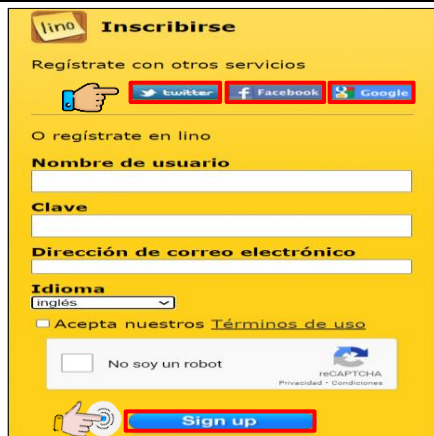 lino Inscribirse
Regístrate con otros servicios
twitter Facebook Google
O regístrate en lino
Nombre de usuario
Clave
Dirección de correo electrónico
Idioma
inglés
Acepta nuestros Términos de uso
No soy un robot
reCAPTCHA
Privacidad - Condiciones
Sign up